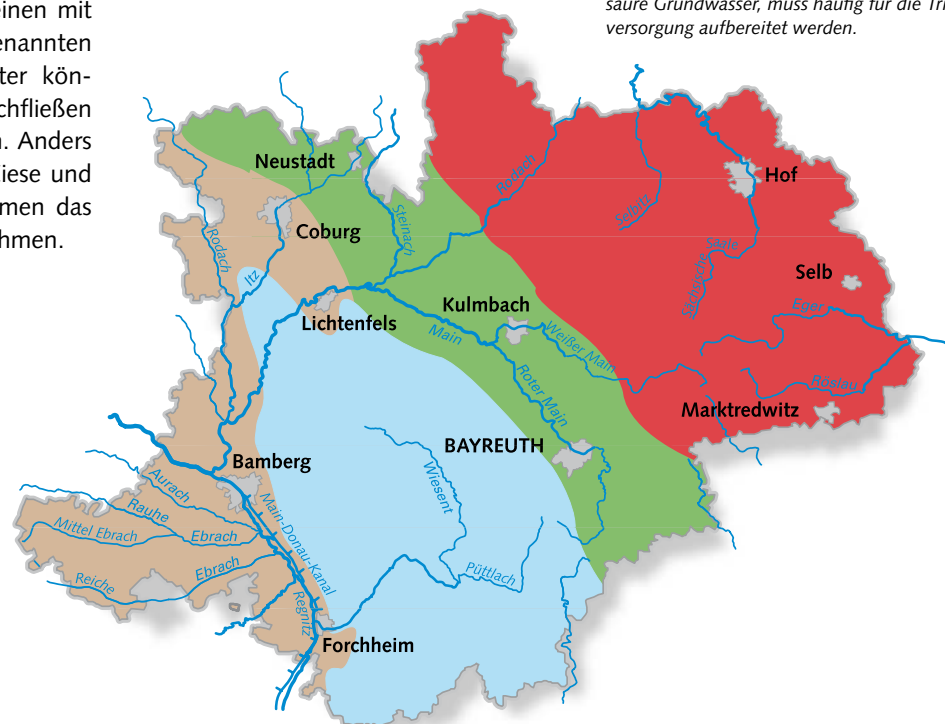 einen mit
enannten
ter kön-
chfließen
n. Anders
iese und
men das
hmen.
saure Grundwasser, muss häufig für die Tri
versorgung aufbereitet werden.
Neustadt
Hof
Rodach
Selbitz
Steinach
Coburg
Rodach
Sächsische Saale
Selb
Itz
Kulmbach
Eger
Lichtenfels
Main
Weißer Main
Röslau
Roter Main
Marktredwitz
BAYREUTH
Bamberg
Wiesent
Aurach
Main-Donau-Kanal
Rauhe
Mittel Ebrach
Ebrach
Ebrach
Reiche
Püttlach
Regnitz
Forchheim